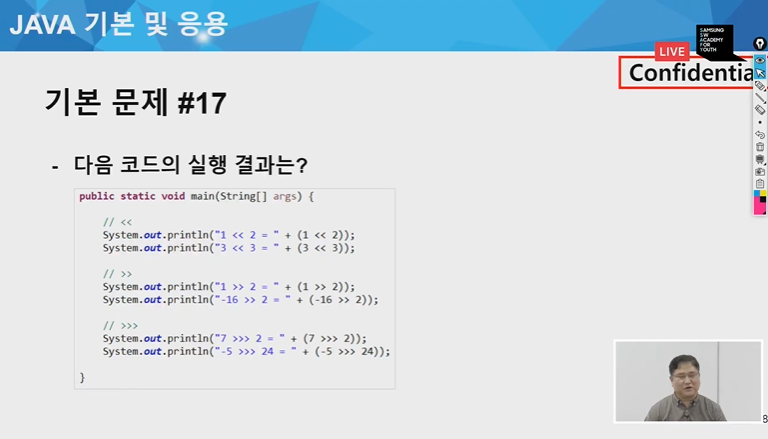 JAVA 기본 및 응용
SAMSUNG
SW
ACADEMY
FOR
YOUTH
LIVE
Confidentia
기본 문제 #17
- 다음 코드의 실행 결과는?
public static void main(String[] args) {
// <<
System.out.println("1 << 2 = " + (1 << 2));
System.out.println("3 << 3 = " + (3 << 3));
// >>
System.out.println("1 >> 2 = " + (1 >> 2));
System.out.println("-16 >> 2 = " + (-16 >> 2));
// >>>
System.out.println("7 >>> 2 = " + (7 >>> 2));
System.out.println("-5 >>> 24 = " + (-5 >>> 24));
}
8